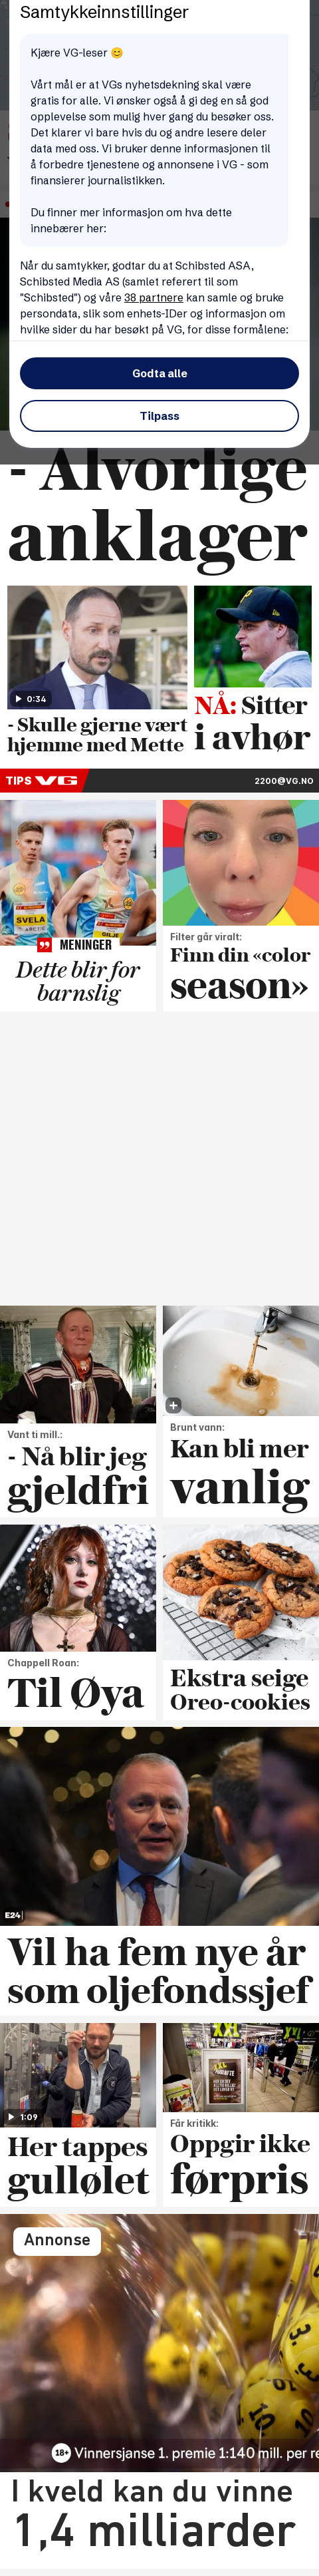 Samtykkeinnstillinger
Kjære VG-leser 😊
Vårt mål er at VGs nyhetsdekning skal være
gratis for alle. Vi ønsker også å gi deg en så god
opplevelse som mulig hver gang du besøker oss.
Det klarer vi bare hvis du og andre lesere deler
data med oss. Vi bruker denne informasjonen til
å forbedre tjenestene og annonsene i VG - som
finansierer journalistikken.
Du finner mer informasjon om hva dette
innebærer her:
Når du samtykker, godtar du at Schibsted ASA,
Schibsted Media AS (samlet referert til som
"Schibsted") og våre 38 partnere kan samle og bruke
persondata, slik som enhets-IDer og informasjon om
hvilke sider du har besøkt på VG, for disse formålene:
Godta alle
Tilpass
- Alvorlige
anklager
0:34
- Skulle gjerne vært
hjemme med Mette
NÅ: Sitter
i avhør
TIPS VG
2200@VG.NO
SVELA
ARCTIC
GILJE
MENINGER
Dette blir for
barnslig
Filter går viralt:
Finn din «color
season»
Vant ti mill.:
- Nå blir jeg
gjeldfri
Brunt vann:
Kan bli mer
vanlig
Chappell Roan:
Til Øya
Ekstra seige
Oreo-cookies
E24
Vil ha fem nye år
som oljefondssjef
1:09
Her tappes
gullølet
XXL
XXL
Får kritikk:
Oppgir ikke
førpris
Annonse
18+ Vinnersjanse 1. premie 1:140 mill. per re
I kveld kan du vinne
1,4 milliarder